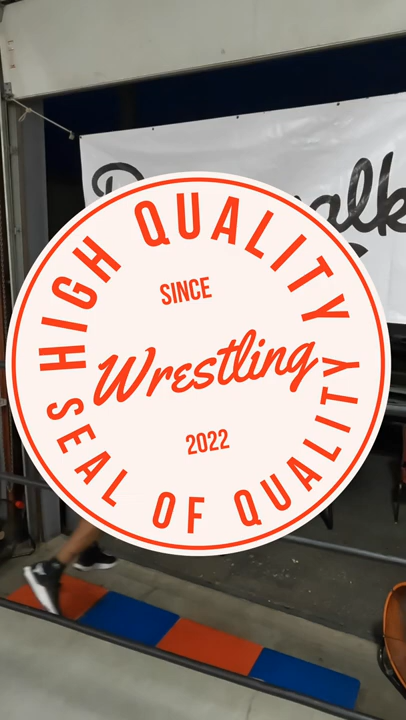 HIGH QUALITY
SINCE
Wrestling
2022
SEAL OF QUALITY